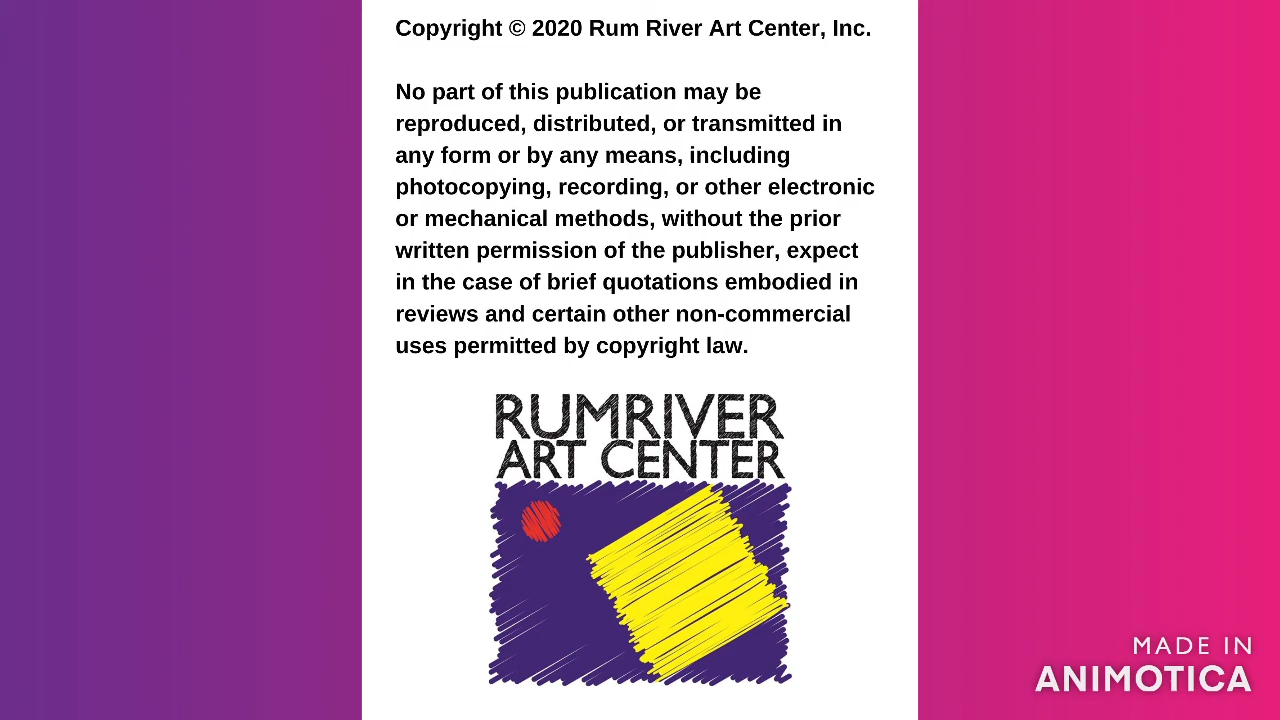 Copyright © 2020 Rum River Art Center, Inc.
No part of this publication may be
reproduced, distributed, or transmitted in
any form or by any means, including
photocopying, recording, or other electronic
or mechanical methods, without the prior
written permission of the publisher, expect
in the case of brief quotations embodied in
reviews and certain other non-commercial
uses permitted by copyright law.
RUMRIVER
ART CENTER
MADE IN
ANIMOTICA